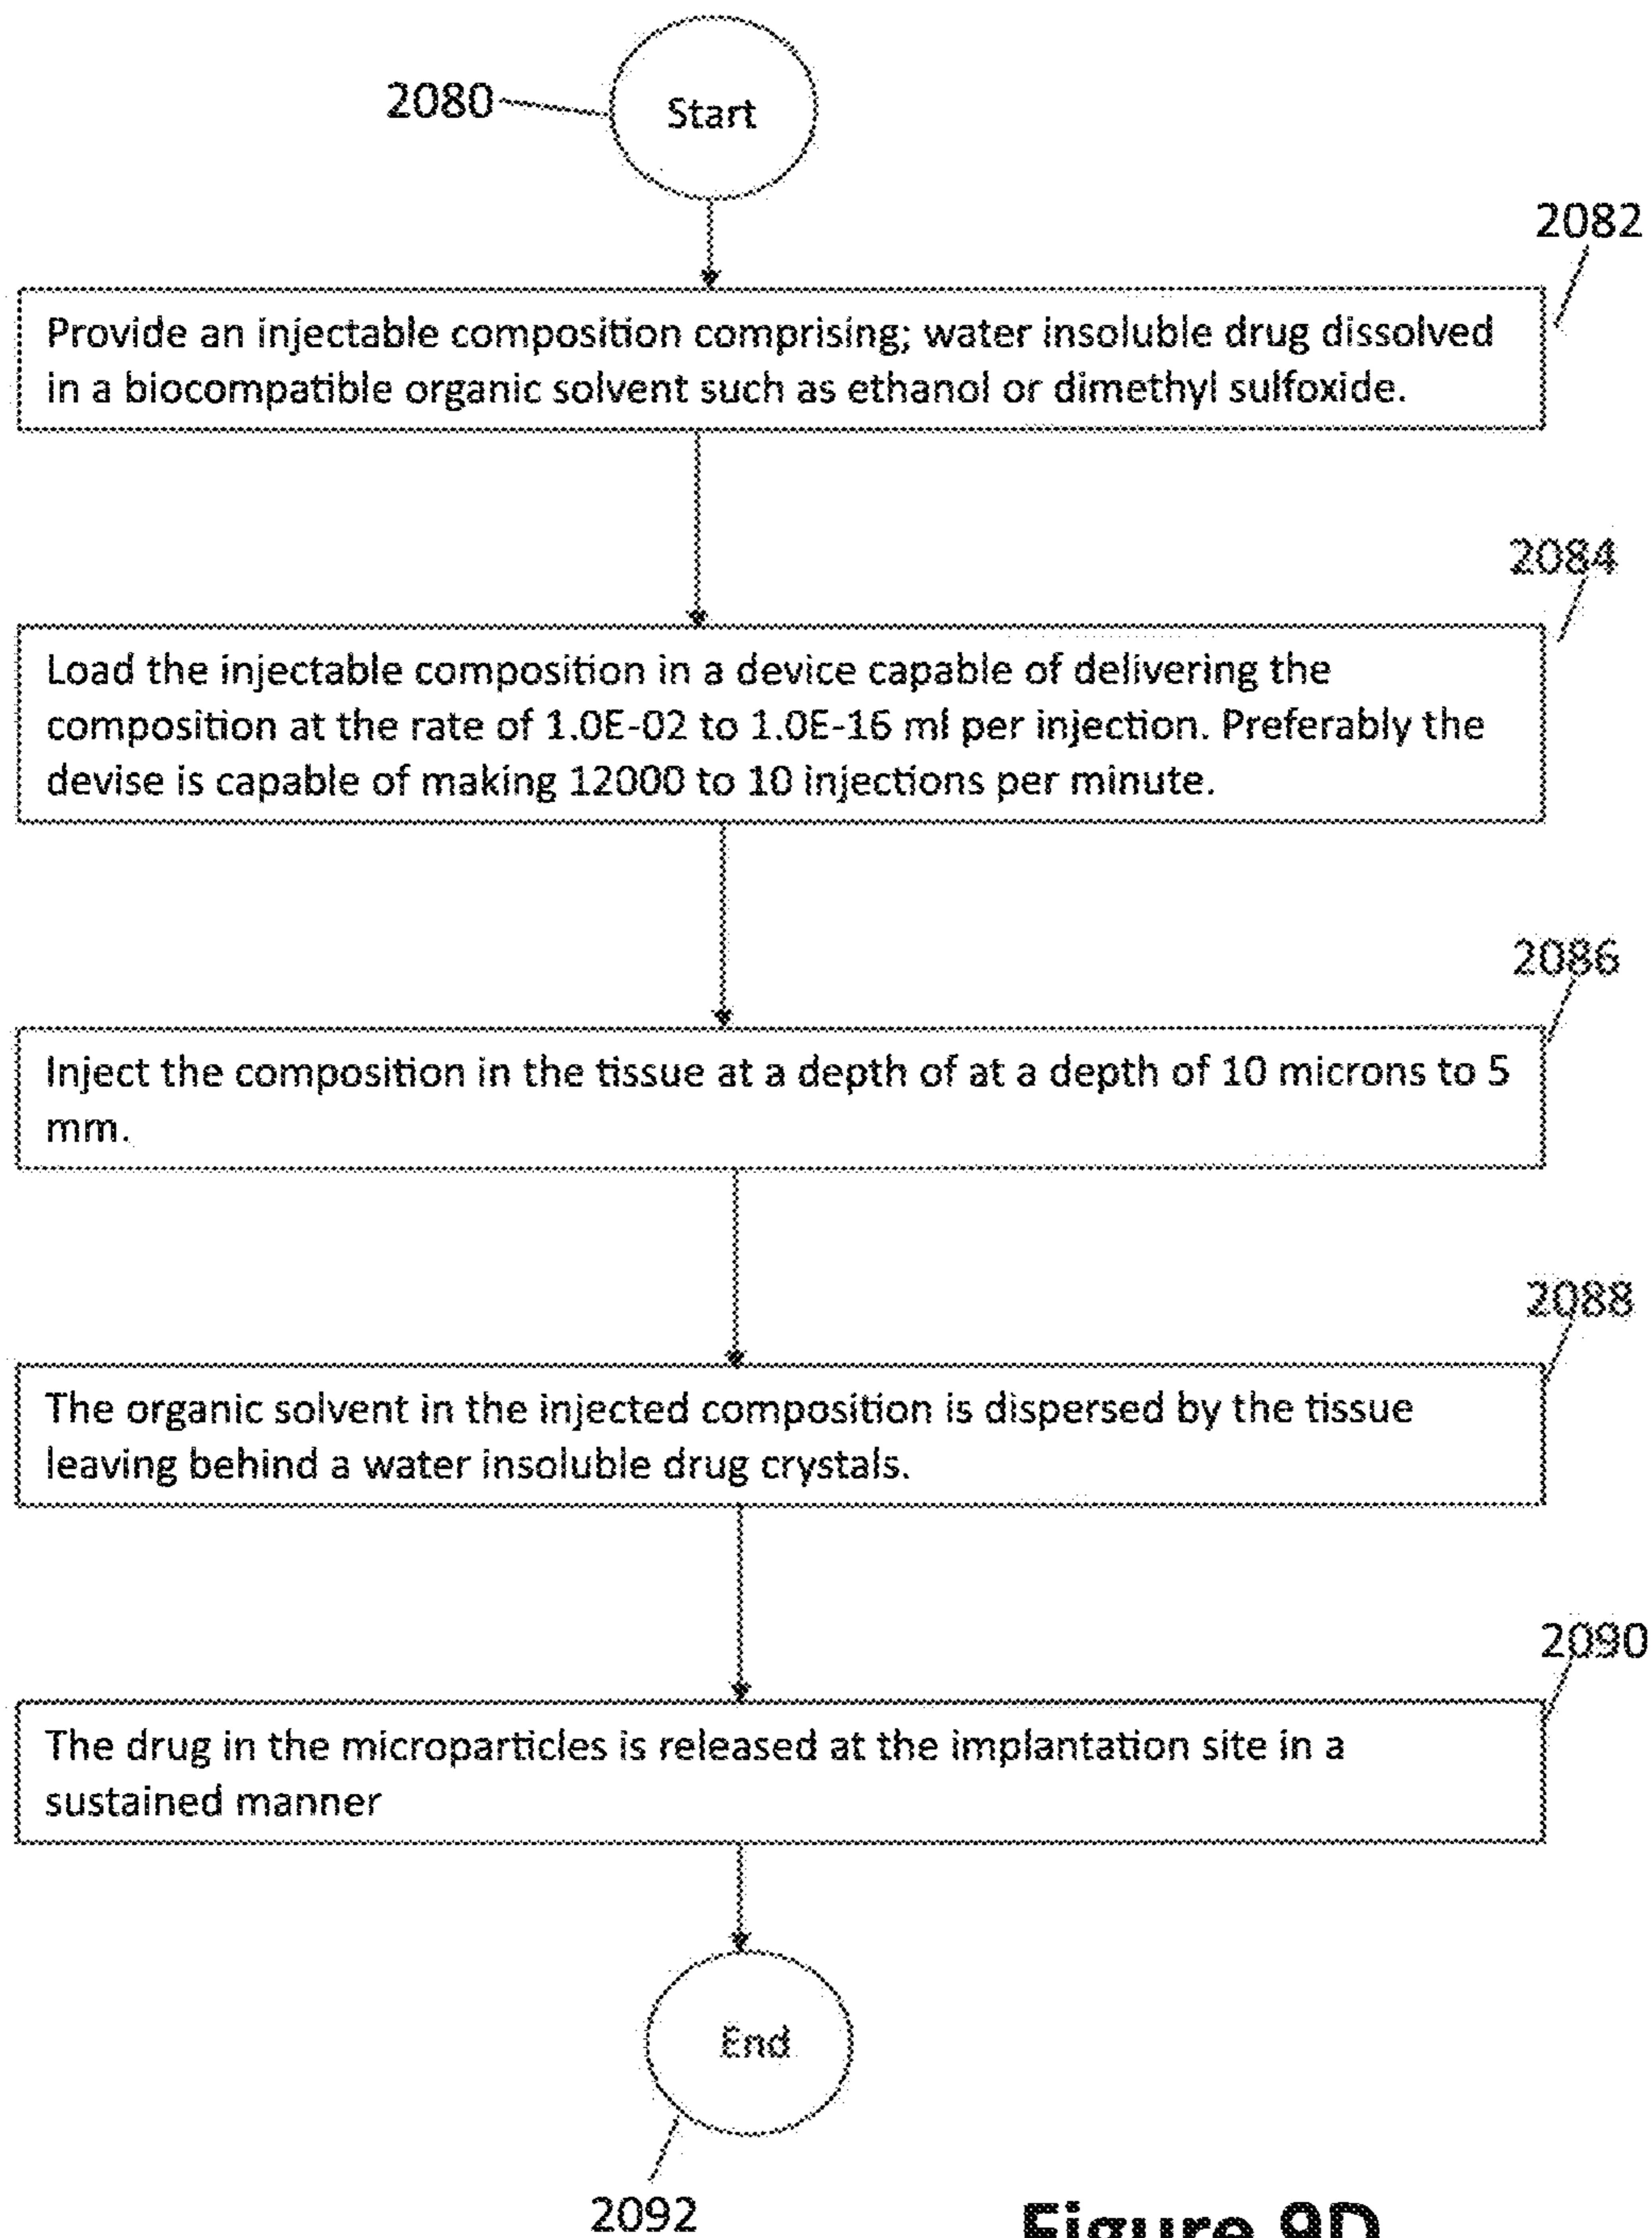 2080
Start
2082
Provide an injectable composition comprising; water insoluble drug dissolved
in a biocompatible organic solvent such as ethanol or dimethyl sulfoxide.
2084
Load the injectable composition in a device capable of delivering the
composition at the rate of 1.0E-02 to 1.0E-16 ml per injection. Preferably the
devise is capable of making 12000 to 10 injections per minute.
2086
Inject the composition in the tissue at a depth of at a depth of 10 microns to 5
mm.
2088
The organic solvent in the injected composition is dispersed by the tissue
leaving behind a water insoluble drug crystals.
2090
The drug in the microparticles is released at the implantation site in a
sustained manner
End
2092
Figure 9D